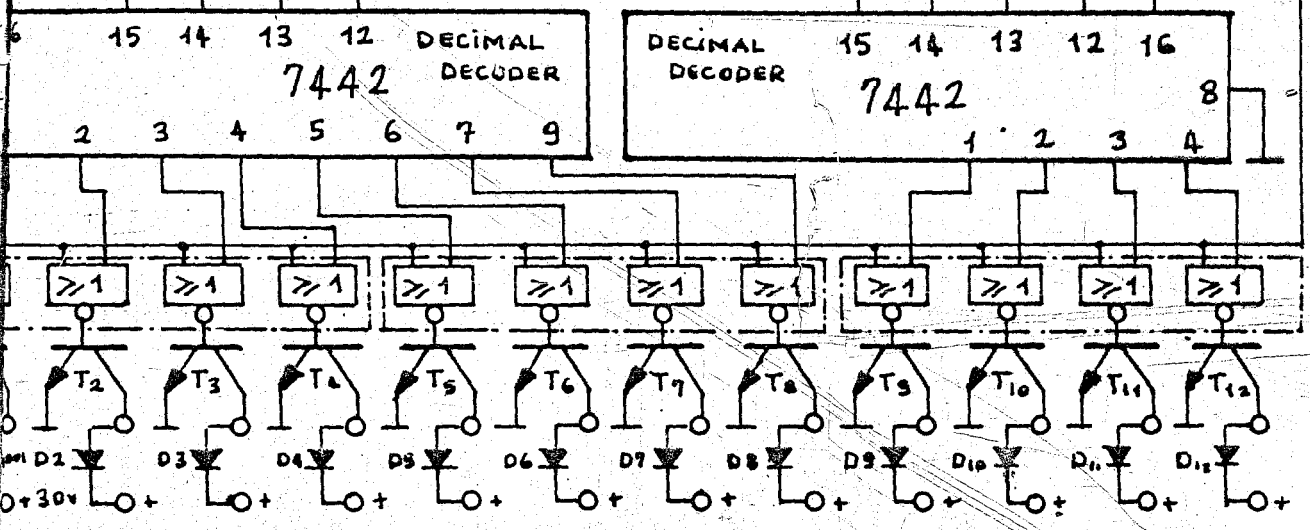 6 15 14 13 12 DECIMAL DECODER
7442
2 3 4 5 6 7 9
DECIMAL DECODER 15 14 13 12 16
7442 8
1 2 3 4
≥1 ≥1 ≥1 ≥1 ≥1 ≥1 ≥1 ≥1 ≥1 ≥1 ≥1
T2 T3 T4 T5 T6 T7 T8 T9 T10 T11 T12
D2 D3 D4 D5 D6 D7 D8 D9 D10 D11 D12
+30v + + + + + + + + + + +